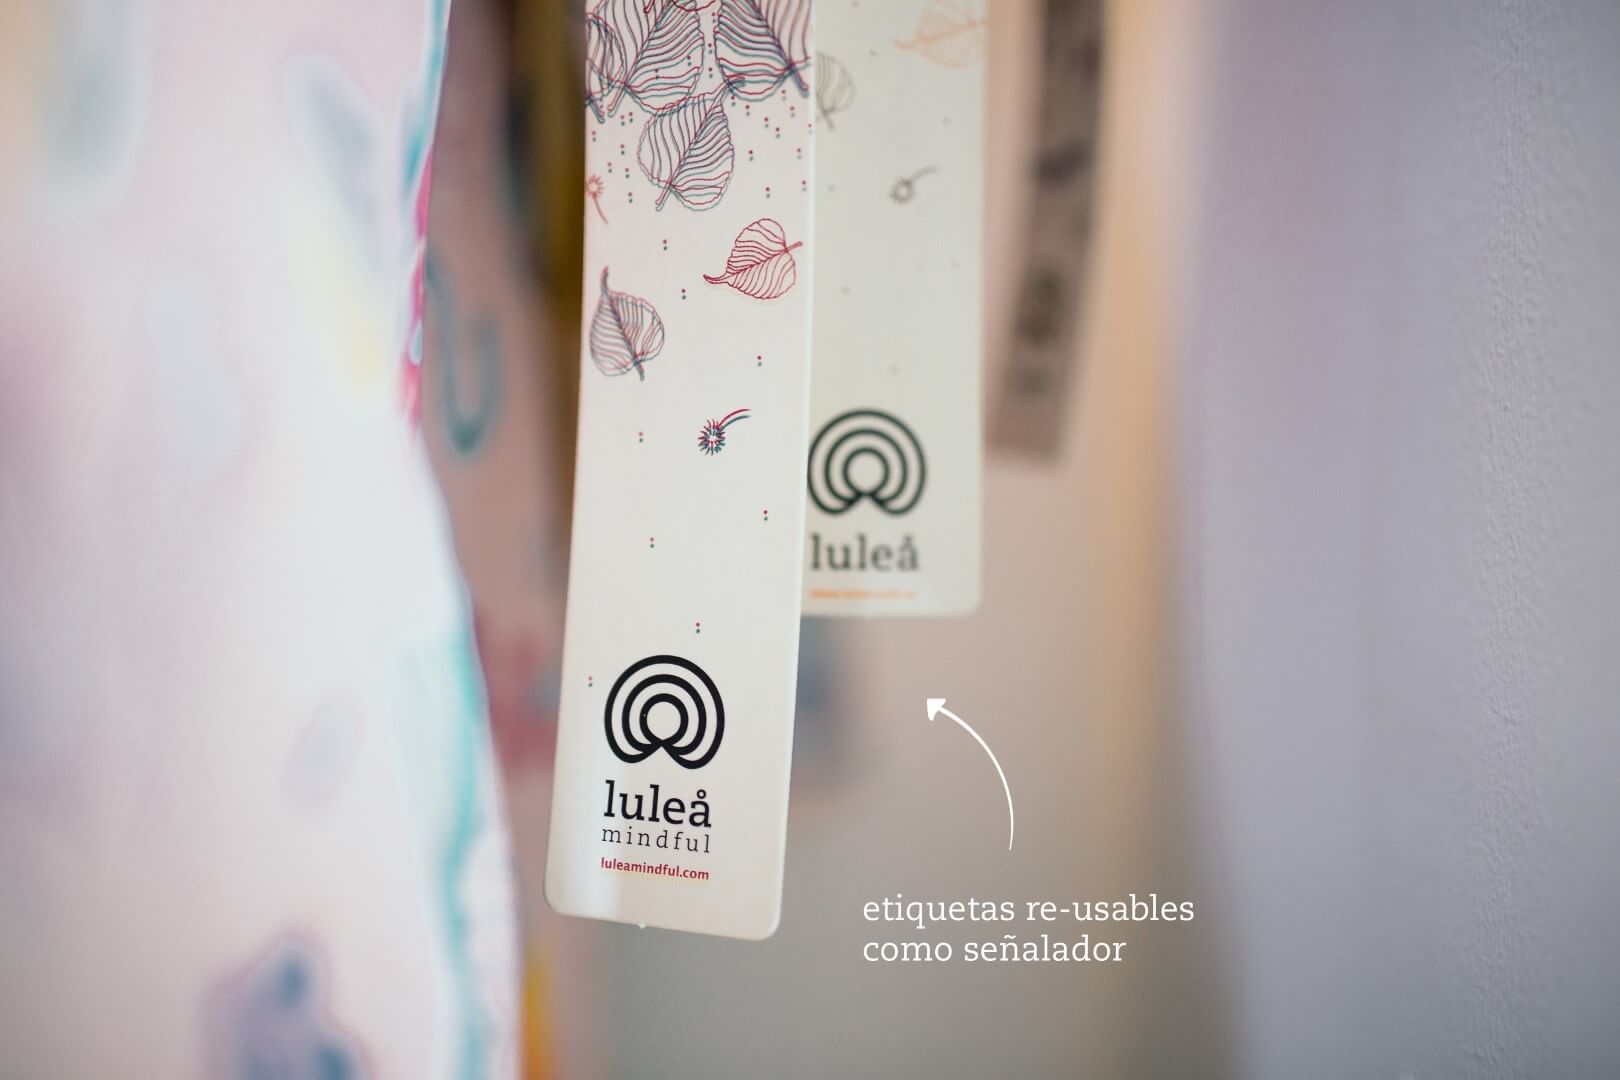 luleå
luleå
mindful
luleamindful.com
etiquetas re-usables
como señalador